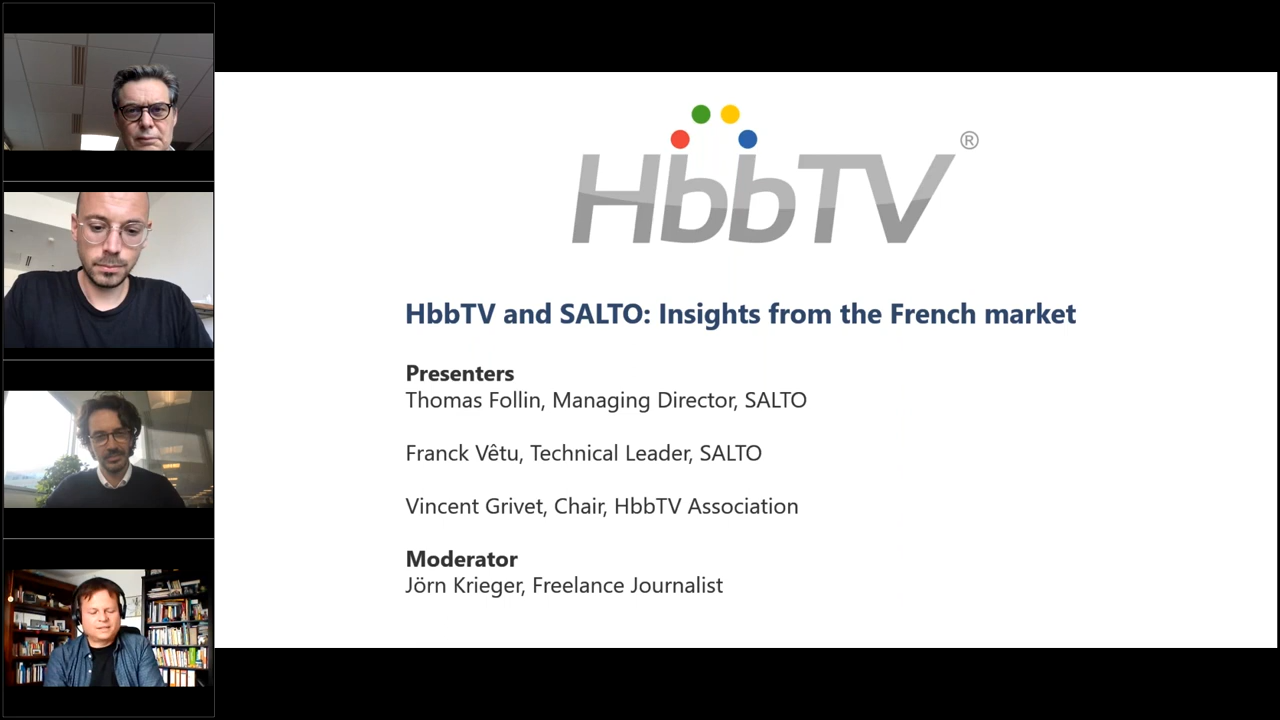 HbbTV®
HbbTV and SALTO: Insights from the French market
Presenters
Thomas Follin, Managing Director, SALTO
Franck Vêtu, Technical Leader, SALTO
Vincent Grivet, Chair, HbbTV Association
Moderator
Jörn Krieger, Freelance Journalist